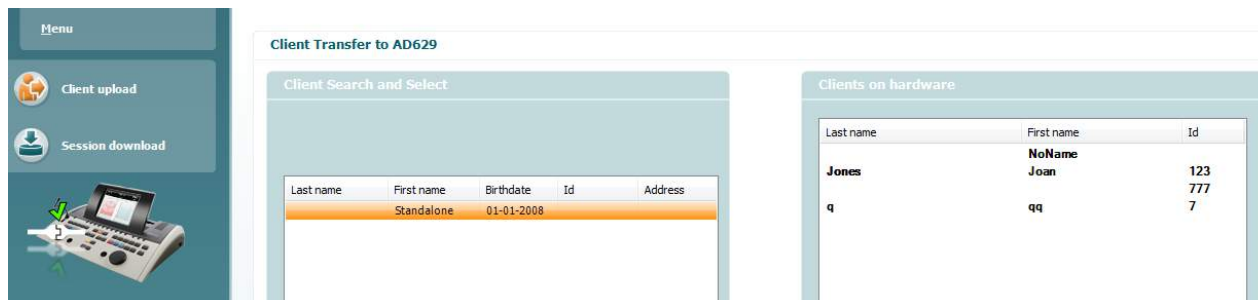 Menu
Client upload
Session download
Client Transfer to AD629
Client Search and Select
Last name First name Birthdate Id Address
Standalone 01-01-2008
Clients on hardware
Last name First name Id
NoName
Jones Joan 123
777
q qq 7